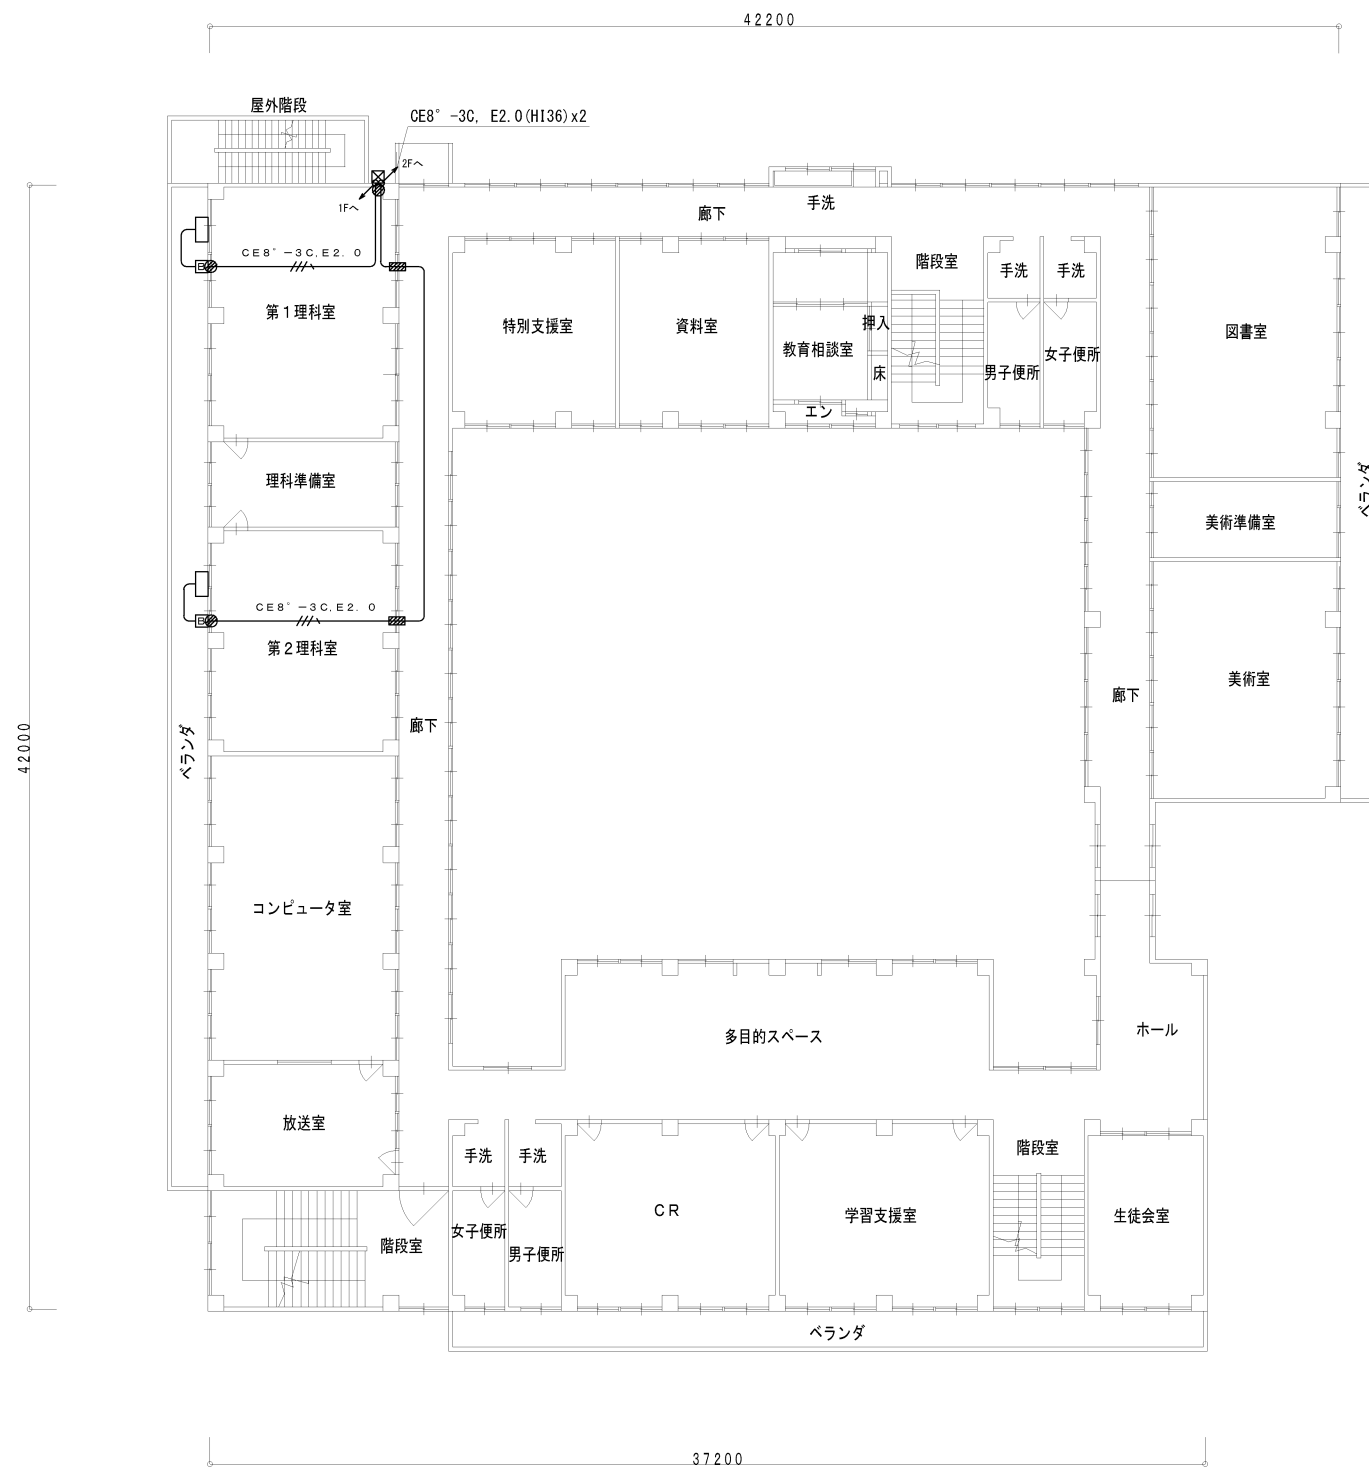 42200
屋外階段
CE8°-3C, E2.0(HI36)x2
2Fへ
1Fへ
手洗
廊下
CE8°-3C,E2.0
B
階段室
手洗
手洗
第1理科室
特別支援室
資料室
押入
教育相談室
床
エン
男子便所
女子便所
図書室
理科準備室
ベランダ
美術準備室
CE8°-3C,E2.0
B
第2理科室
美術室
廊下
廊下
ベランダ
42000
コンピュータ室
多目的スペース
ホール
放送室
手洗
手洗
階段室
CR
学習支援室
生徒会室
女子便所
男子便所
階段室
ベランダ
37200